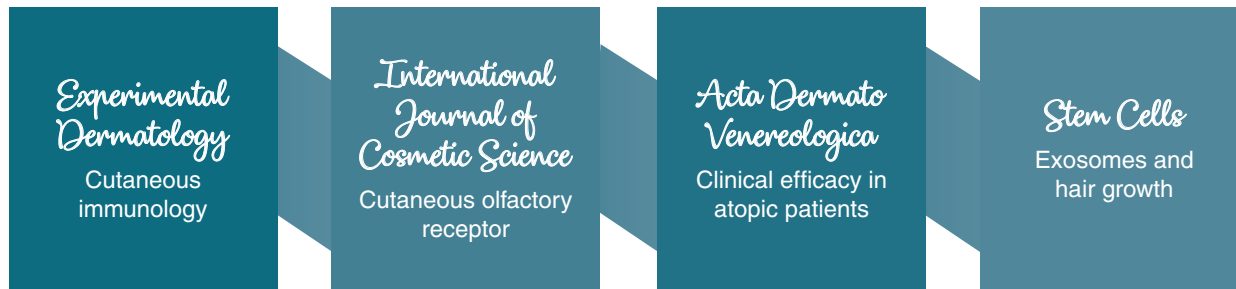 Experimental
Dermatology
Cutaneous
immunology
International
Journal of
Cosmetic Science
Cutaneous olfactory
receptor
Acta Dermato
Venereologica
Clinical efficacy in
atopic patients
Stem Cells
Exosomes and
hair growth